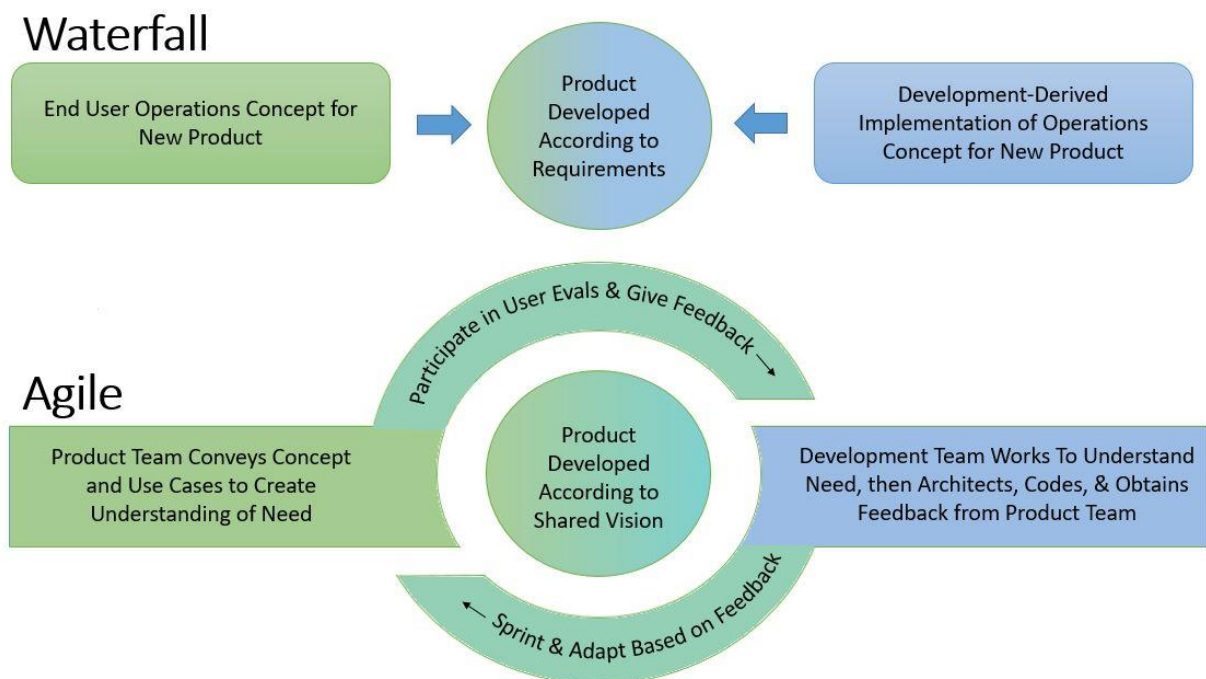 Waterfall
End User Operations Concept for
New Product
Product
Developed
According to
Requirements
Development-Derived
Implementation of Operations
Concept for New Product
Agile
Participate in User Evals & Give Feedback →
Product Team Conveys Concept
and Use Cases to Create
Understanding of Need
Product
Developed
According to
Shared Vision
Development Team Works To Understand
Need, then Architects, Codes, & Obtains
Feedback from Product Team
← Sprint & Adapt Based on Feedback